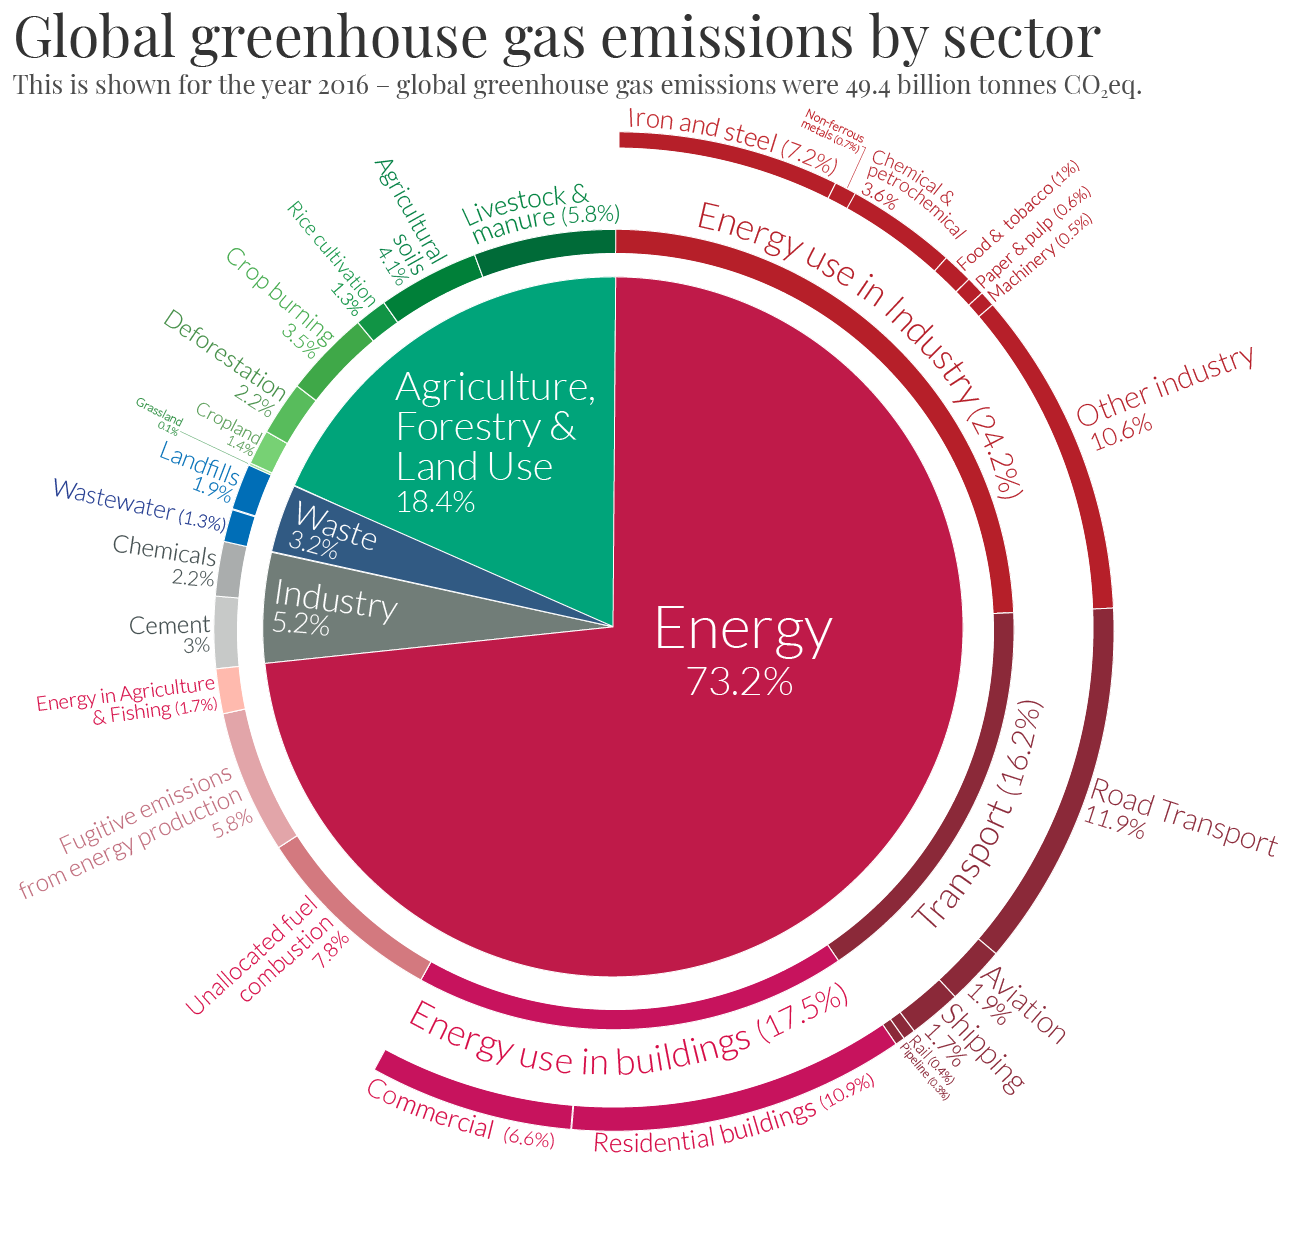 Global greenhouse gas emissions by sector
This is shown for the year 2016 – global greenhouse gas emissions were 49.4 billion tonnes CO₂eq.
Iron and steel (7.2%)
Non-ferrous
metals (0.7%)
Chemical &
petrochemical
3.6%
Food & tobacco (1%)
Paper & pulp (0.6%)
Machinery (0.5%)
Other industry
10.6%
Energy use in Industry (24.2%)
Road Transport
11.9%
Transport (16.2%)
Aviation
1.9%
Shipping
1.7%
Rail (0.4%)
Pipeline (0.3%)
Energy use in buildings (17.5%)
Residential buildings (10.9%)
Commercial (6.6%)
Unallocated fuel
combustion
7.8%
Fugitive emissions
from energy production
5.8%
Energy in Agriculture
& Fishing (1.7%)
Cement
3%
Chemicals
2.2%
Wastewater (1.3%)
Landfills
1.9%
Grassland
0.1%
Cropland
1.4%
Deforestation
2.2%
Crop burning
3.5%
Rice cultivation
1.3%
Agricultural
soils
4.1%
Livestock &
manure (5.8%)
Agriculture,
Forestry &
Land Use
18.4%
Waste
3.2%
Industry
5.2%
Energy
73.2%